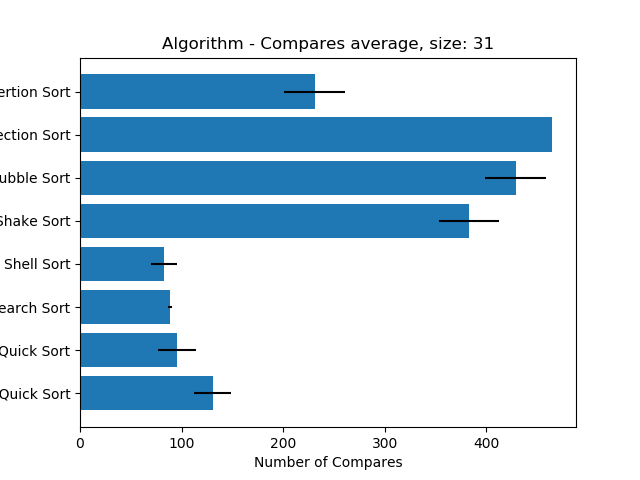 Algorithm - Compares average, size: 31
ertion Sort
ection Sort
ubble Sort
Shake Sort
Shell Sort
earch Sort
Quick Sort
Quick Sort
0 100 200 300 400
Number of Compares